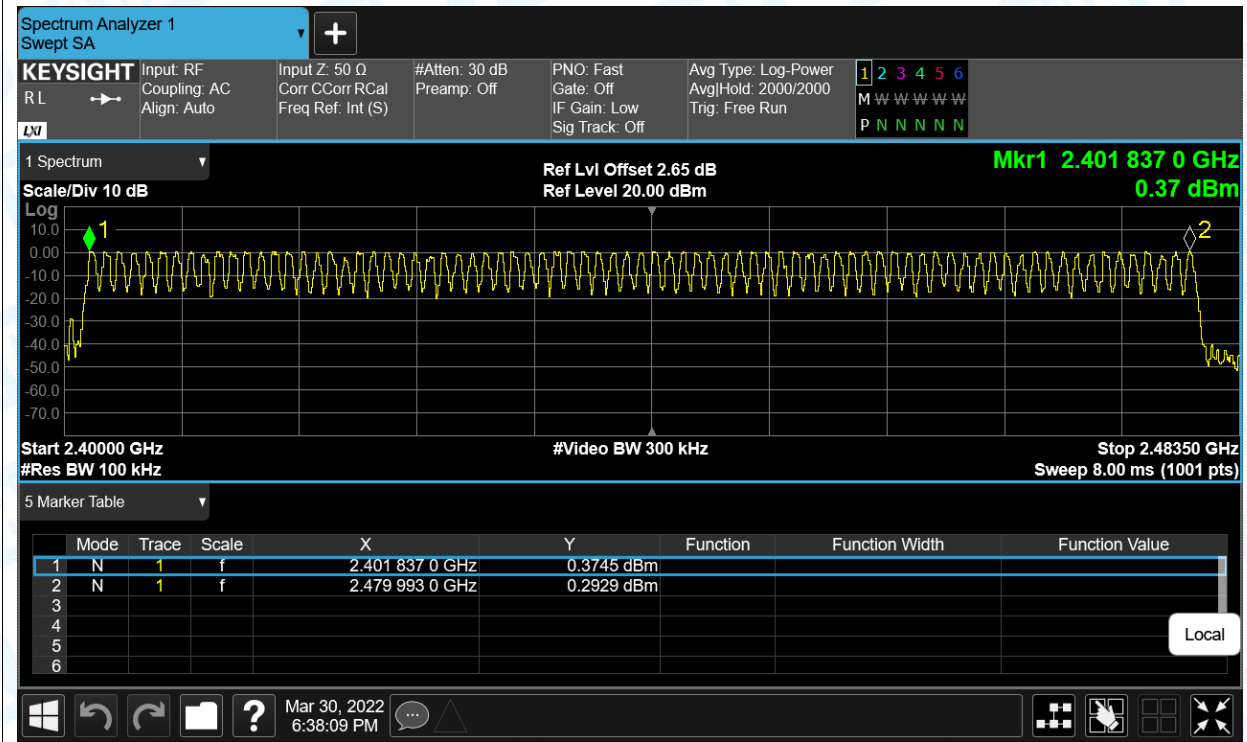 Spectrum Analyzer 1
Swept SA
+
KEYSIGHT Input: RF Input Z: 50 Ω #Atten: 30 dB PNO: Fast Avg Type: Log-Power 1 2 3 4 5 6
R L Coupling: AC Corr CCorr RCal Preamp: Off Gate: Off Avg|Hold: 2000/2000 M W W W W W
Align: Auto Freq Ref: Int (S) IF Gain: Low Trig: Free Run
LXI Sig Track: Off P N N N N N
1 Spectrum Ref Lvl Offset 2.65 dB Mkr1 2.401 837 0 GHz
Scale/Div 10 dB Ref Level 20.00 dBm 0.37 dBm
Log
10.0 1 2
0.00
-10.0
-20.0
-30.0
-40.0
-50.0
-60.0
-70.0
Start 2.40000 GHz #Video BW 300 kHz Stop 2.48350 GHz
#Res BW 100 kHz Sweep 8.00 ms (1001 pts)
5 Marker Table
Mode Trace Scale X Y Function Function Width Function Value
1 N 1 f 2.401 837 0 GHz 0.3745 dBm
2 N 1 f 2.479 993 0 GHz 0.2929 dBm
3
4
5
6
Local
? Mar 30, 2022
6:38:09 PM